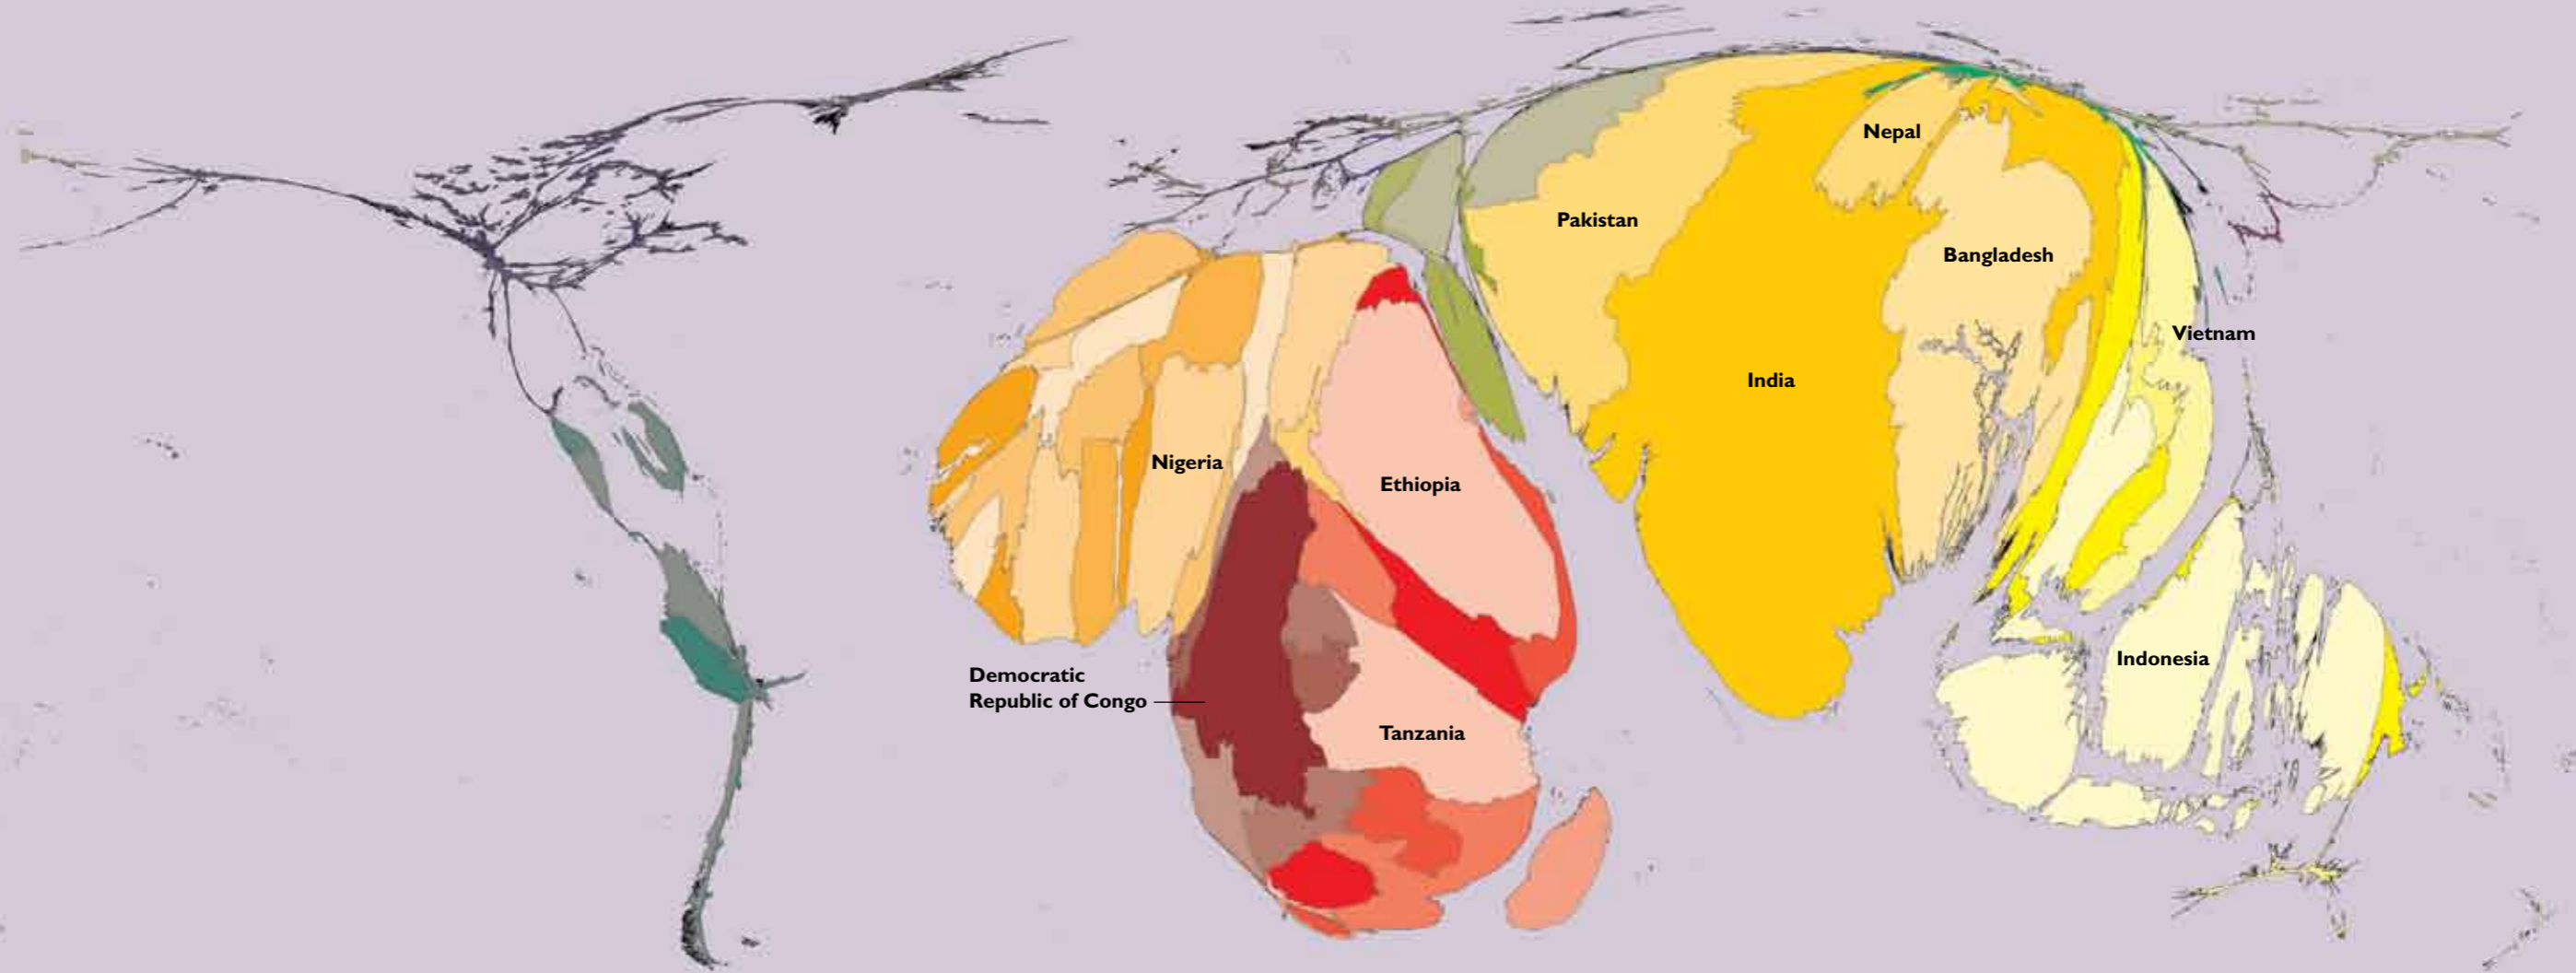 Nepal
Pakistan
Bangladesh
Vietnam
India
Nigeria
Ethiopia
Indonesia
Democratic
Republic of Congo
Tanzania